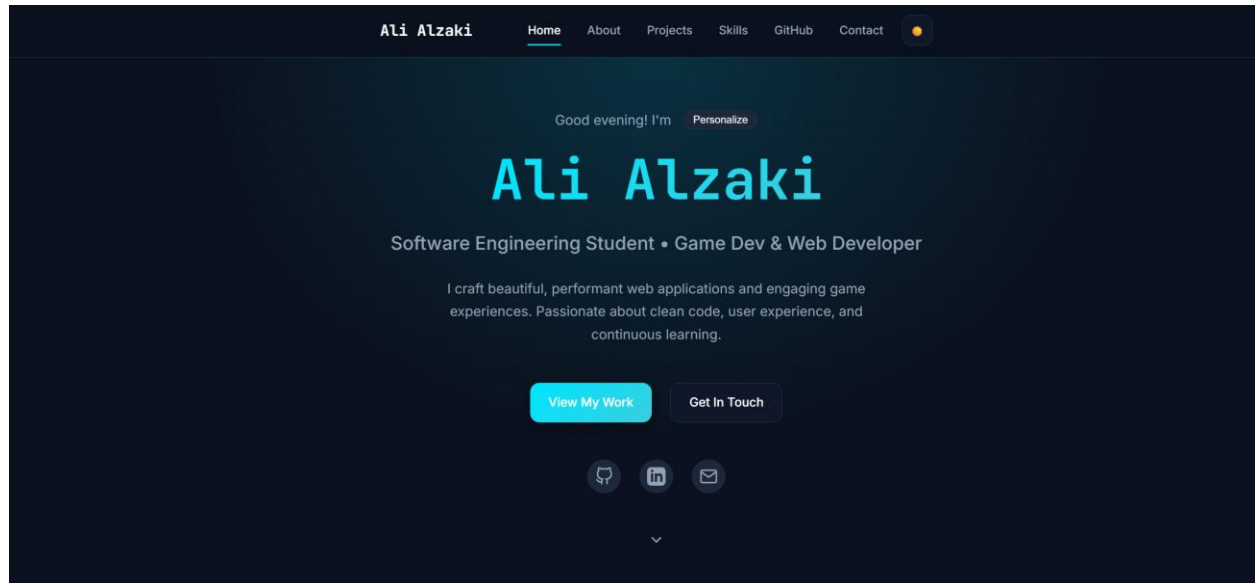 Ali Alzaki Home About Projects Skills GitHub Contact
Good evening! I'm Personalize
Ali Alzaki
Software Engineering Student • Game Dev & Web Developer
I craft beautiful, performant web applications and engaging game
experiences. Passionate about clean code, user experience, and
continuous learning.
View My Work Get In Touch
in